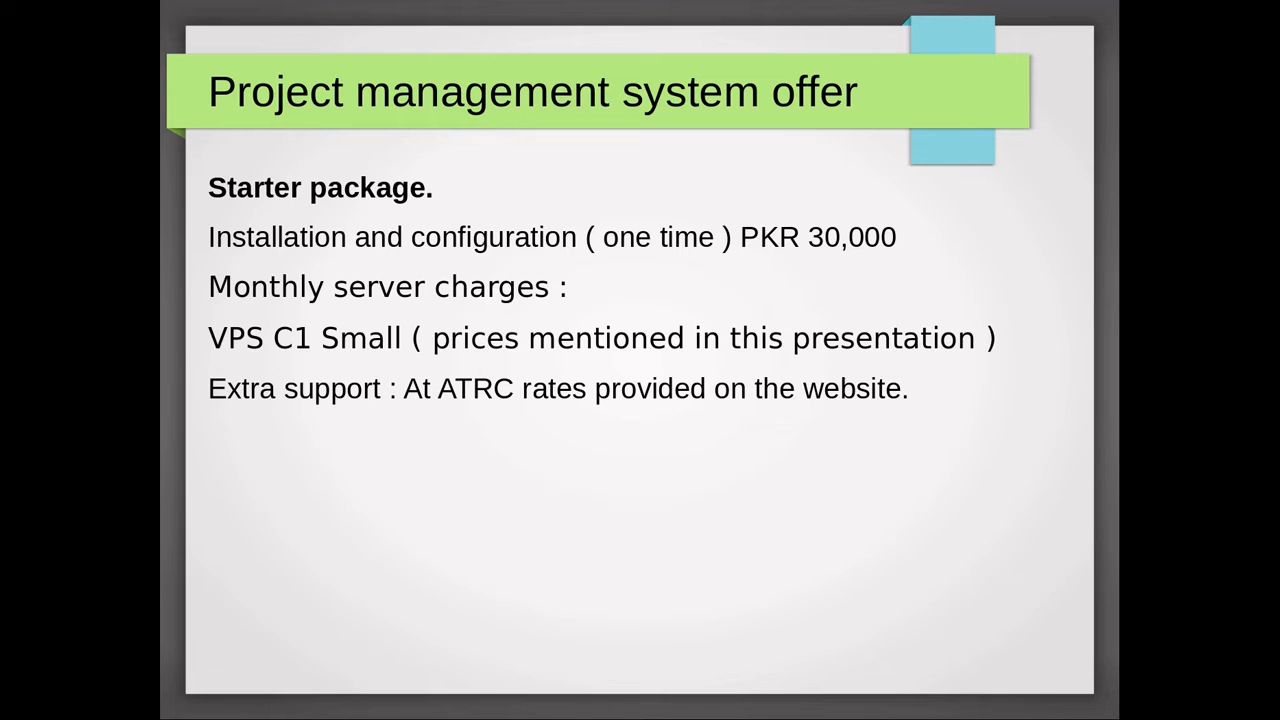 Project management system offer
Starter package.
Installation and configuration ( one time ) PKR 30,000
Monthly server charges :
VPS C1 Small ( prices mentioned in this presentation )
Extra support : At ATRC rates provided on the website.